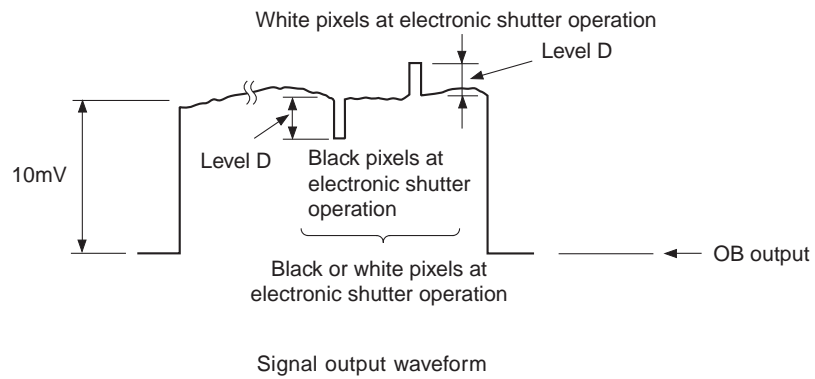 White pixels at electronic shutter operation
Level D
Level D
10mV
Black pixels at
electronic shutter
operation
OB output
Black or white pixels at
electronic shutter operation
Signal output waveform